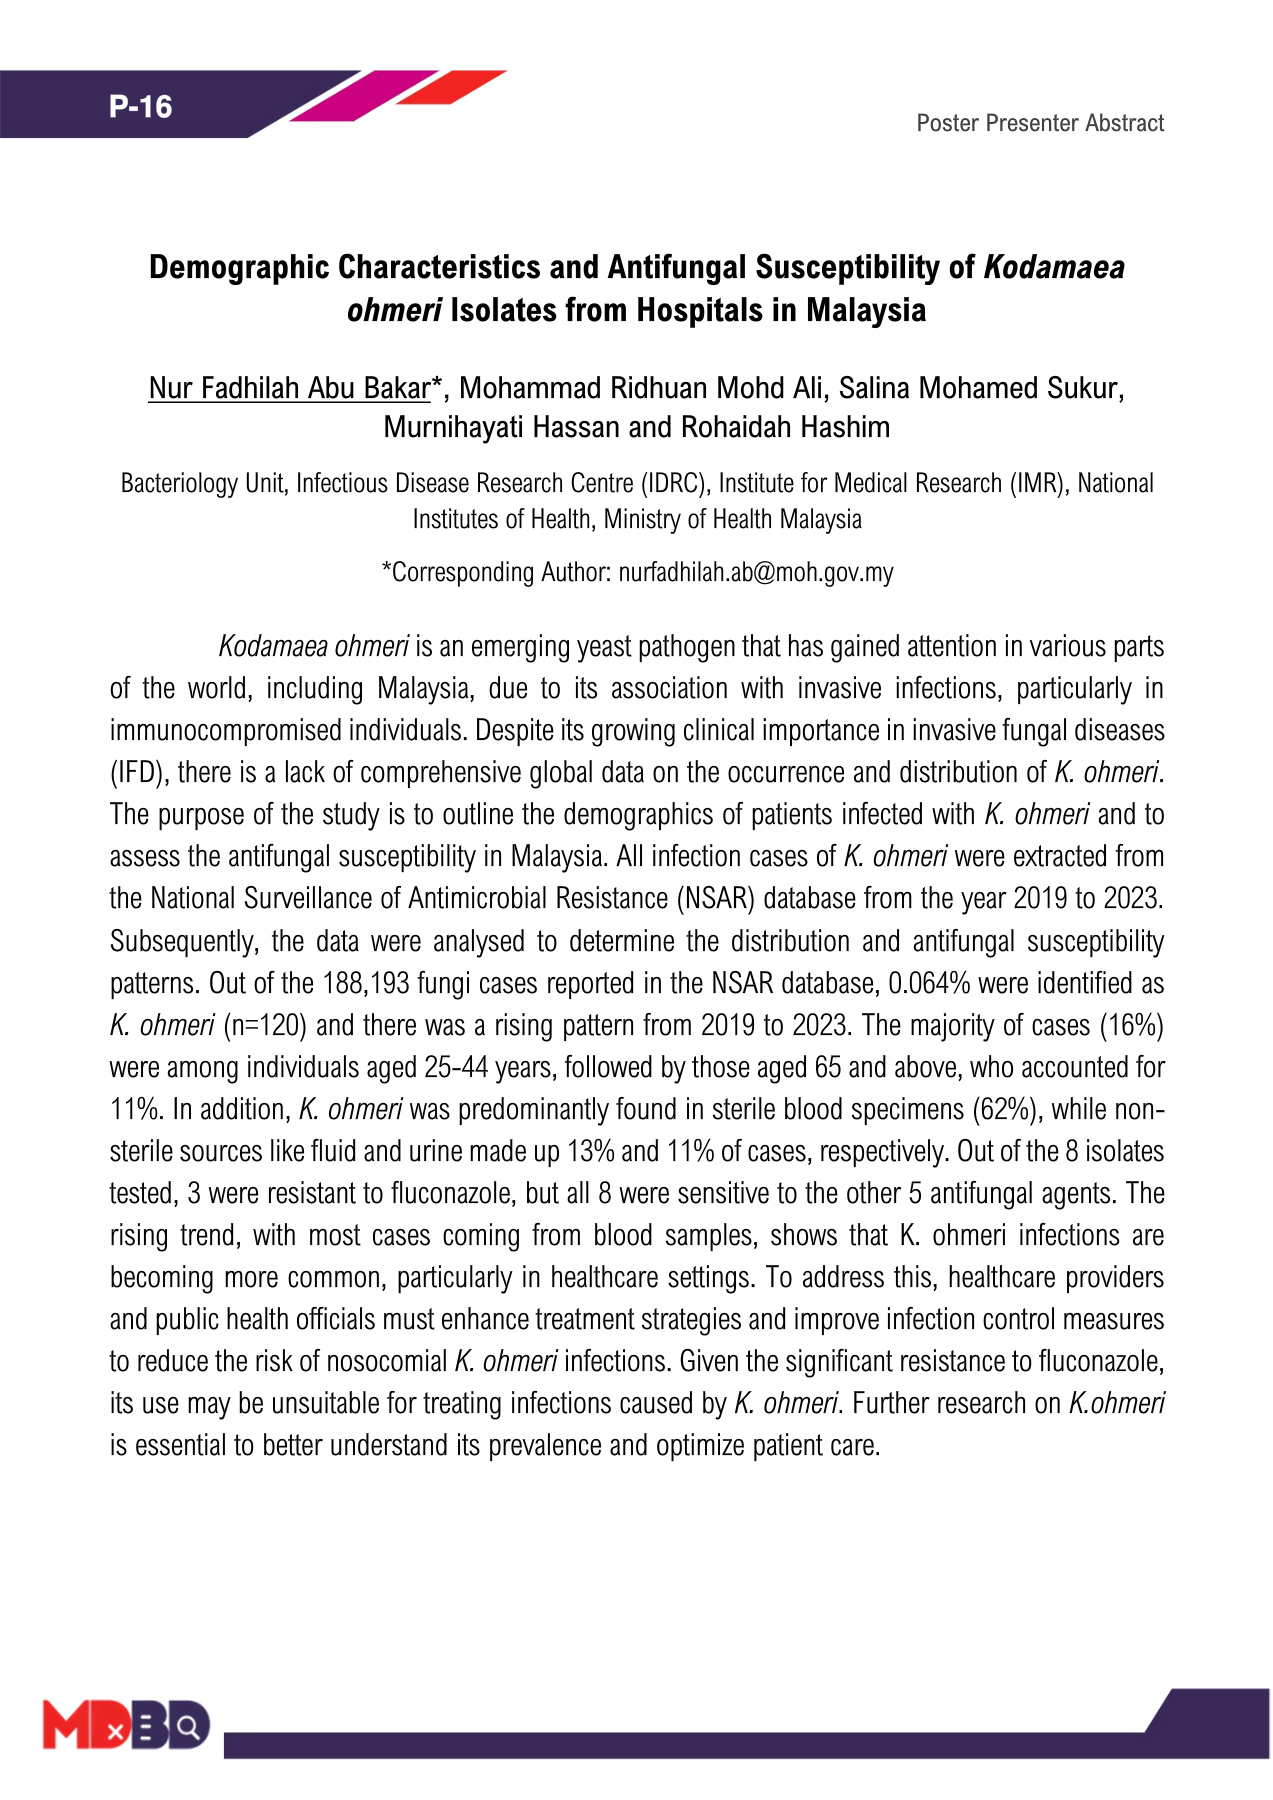 P-16
Poster Presenter Abstract
Demographic Characteristics and Antifungal Susceptibility of Kodamaea
ohmeri Isolates from Hospitals in Malaysia
Nur Fadhilah Abu Bakar*, Mohammad Ridhuan Mohd Ali, Salina Mohamed Sukur,
Murnihayati Hassan and Rohaidah Hashim
Bacteriology Unit, Infectious Disease Research Centre (IDRC), Institute for Medical Research (IMR), National
Institutes of Health, Ministry of Health Malaysia
*Corresponding Author: nurfadhilah.ab@moh.gov.my
Kodamaea ohmeri is an emerging yeast pathogen that has gained attention in various parts
of the world, including Malaysia, due to its association with invasive infections, particularly in
immunocompromised individuals. Despite its growing clinical importance in invasive fungal diseases
(IFD), there is a lack of comprehensive global data on the occurrence and distribution of K. ohmeri.
The purpose of the study is to outline the demographics of patients infected with K. ohmeri and to
assess the antifungal susceptibility in Malaysia. All infection cases of K. ohmeri were extracted from
the National Surveillance of Antimicrobial Resistance (NSAR) database from the year 2019 to 2023.
Subsequently, the data were analysed to determine the distribution and antifungal susceptibility
patterns. Out of the 188,193 fungi cases reported in the NSAR database, 0.064% were identified as
K. ohmeri (n=120) and there was a rising pattern from 2019 to 2023. The majority of cases (16%)
were among individuals aged 25-44 years, followed by those aged 65 and above, who accounted for
11%. In addition, K. ohmeri was predominantly found in sterile blood specimens (62%), while non-
sterile sources like fluid and urine made up 13% and 11% of cases, respectively. Out of the 8 isolates
tested, 3 were resistant to fluconazole, but all 8 were sensitive to the other 5 antifungal agents. The
rising trend, with most cases coming from blood samples, shows that K. ohmeri infections are
becoming more common, particularly in healthcare settings. To address this, healthcare providers
and public health officials must enhance treatment strategies and improve infection control measures
to reduce the risk of nosocomial K. ohmeri infections. Given the significant resistance to fluconazole,
its use may be unsuitable for treating infections caused by K. ohmeri. Further research on K.ohmeri
is essential to better understand its prevalence and optimize patient care.
MDxBD